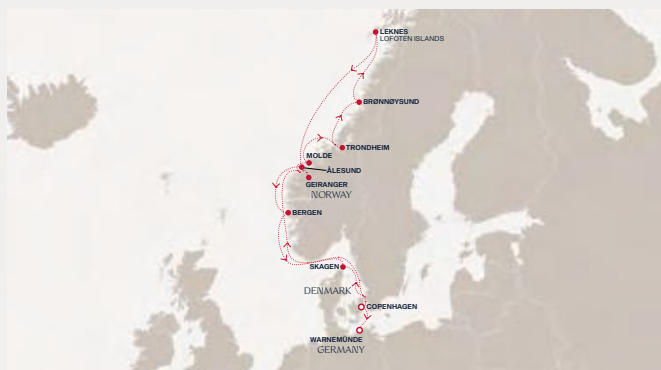 LEKNES
LOFOTEN ISLANDS
BRØNNØYSUND
TRONDHEIM
MOLDE
ÅLESUND
GEIRANGER
NORWAY
BERGEN
SKAGEN
DENMARK
COPENHAGEN
WARNEMÜNDE
GERMANY